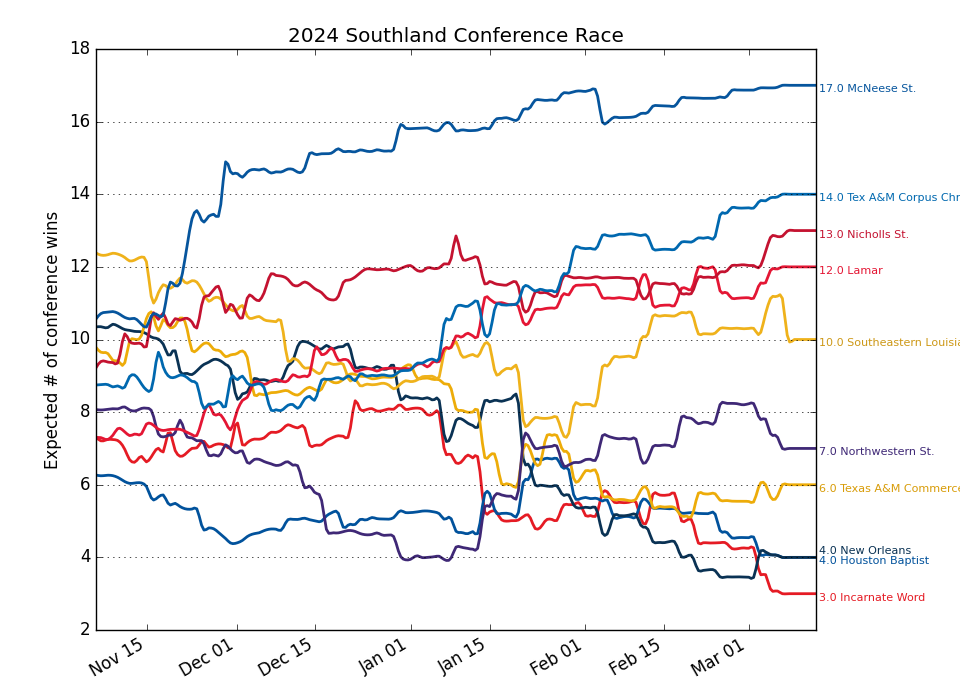 2024 Southland Conference Race
Expected # of conference wins
18
16
14
12
10
8
6
4
2
Nov 15
Dec 01
Dec 15
Jan 01
Jan 15
Feb 01
Feb 15
Mar 01
17.0 McNeese St.
14.0 Tex A&M Corpus Chr
13.0 Nicholls St.
12.0 Lamar
10.0 Southeastern Louisia
7.0 Northwestern St.
6.0 Texas A&M Commerce
4.0 New Orleans
4.0 Houston Baptist
3.0 Incarnate Word